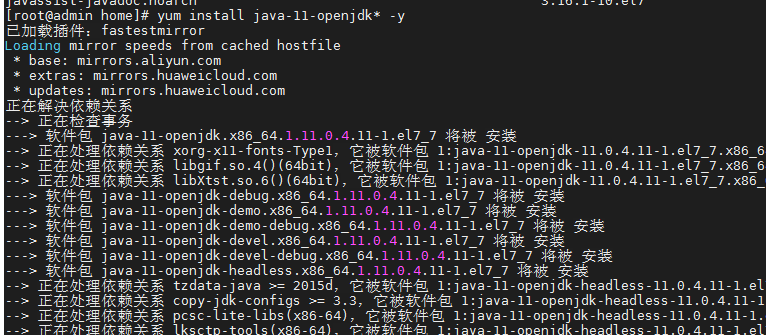 javassist-javadoc.noarch 3.16.1-10.el7
[root@admin home]# yum install java-11-openjdk* -y
已加载插件：fastestmirror
Loading mirror speeds from cached hostfile
* base: mirrors.aliyun.com
* extras: mirrors.huaweicloud.com
* updates: mirrors.huaweicloud.com
正在解决依赖关系
--> 正在检查事务
---> 软件包 java-11-openjdk.x86_64.1.11.0.4.11-1.el7_7 将被 安装
--> 正在处理依赖关系 xorg-x11-fonts-Type1，它被软件包 1:java-11-openjdk-11.0.4.11-1.el7_7.x86_6
--> 正在处理依赖关系 libgif.so.4()(64bit)，它被软件包 1:java-11-openjdk-11.0.4.11-1.el7_7.x86_
--> 正在处理依赖关系 libXtst.so.6()(64bit)，它被软件包 1:java-11-openjdk-11.0.4.11-1.el7_7.x86_
---> 软件包 java-11-openjdk-debug.x86_64.1.11.0.4.11-1.el7_7 将被 安装
---> 软件包 java-11-openjdk-demo.x86_64.1.11.0.4.11-1.el7_7 将被 安装
---> 软件包 java-11-openjdk-demo-debug.x86_64.1.11.0.4.11-1.el7_7 将被 安装
---> 软件包 java-11-openjdk-devel.x86_64.1.11.0.4.11-1.el7_7 将被 安装
---> 软件包 java-11-openjdk-devel-debug.x86_64.1.11.0.4.11-1.el7_7 将被 安装
---> 软件包 java-11-openjdk-headless.x86_64.1.11.0.4.11-1.el7_7 将被 安装
--> 正在处理依赖关系 tzdata-java >= 2015d，它被软件包 1:java-11-openjdk-headless-11.0.4.11-1.el
--> 正在处理依赖关系 copy-jdk-configs >= 3.3，它被软件包 1:java-11-openjdk-headless-11.0.4.11-1
--> 正在处理依赖关系 pcsc-lite-libs(x86-64)，它被软件包 1:java-11-openjdk-headless-11.0.4.11-1.
--> 正在处理依赖关系 lksctp-tools(x86-64)，它被软件包 1:java-11-openjdk-headless-11.0.4.11-1.el